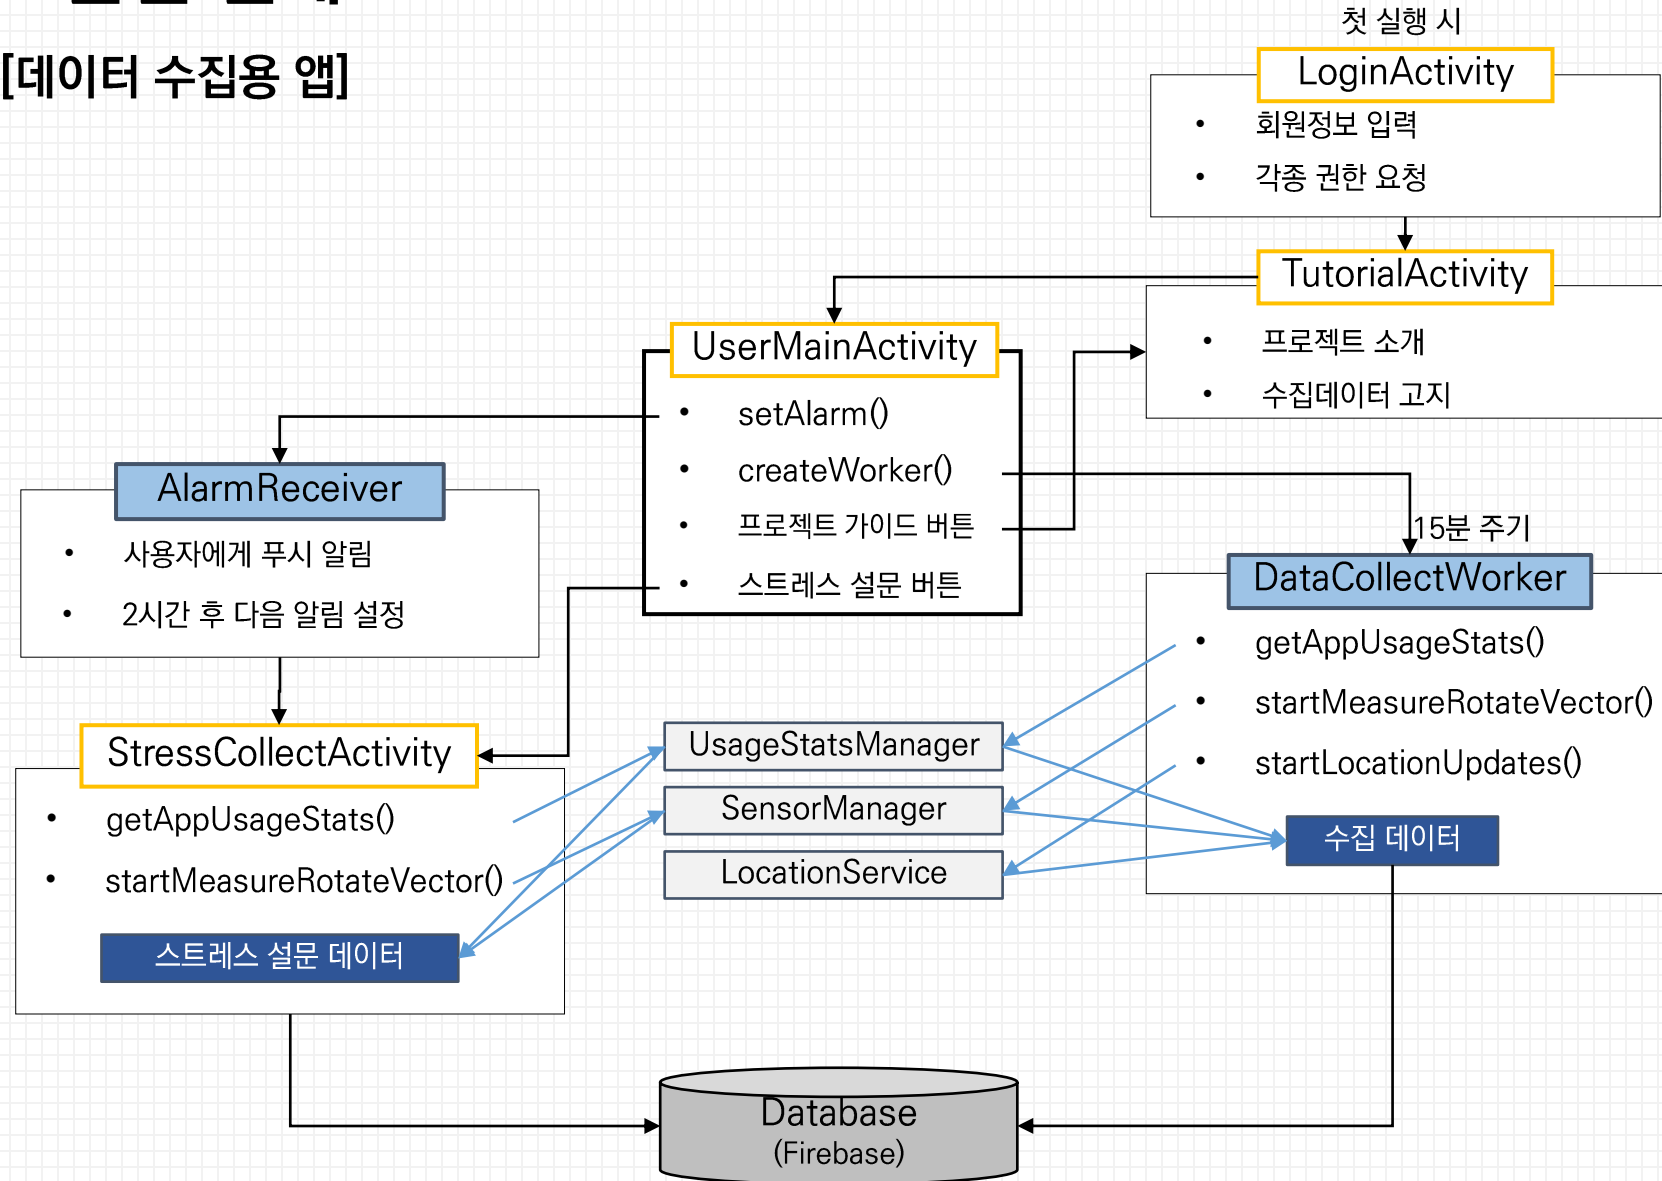 [데이터 수집용 앱]
첫 실행 시
LoginActivity
• 회원정보 입력
• 각종 권한 요청
TutorialActivity
• 프로젝트 소개
• 수집데이터 고지
UserMainActivity
• setAlarm()
• createWorker()
• 프로젝트 가이드 버튼
• 스트레스 설문 버튼
AlarmReceiver
• 사용자에게 푸시 알림
• 2시간 후 다음 알림 설정
15분 주기
DataCollectWorker
• getAppUsageStats()
• startMeasureRotateVector()
• startLocationUpdates()
수집 데이터
StressCollectActivity
• getAppUsageStats()
• startMeasureRotateVector()
스트레스 설문 데이터
UsageStatsManager
SensorManager
LocationService
Database
(Firebase)